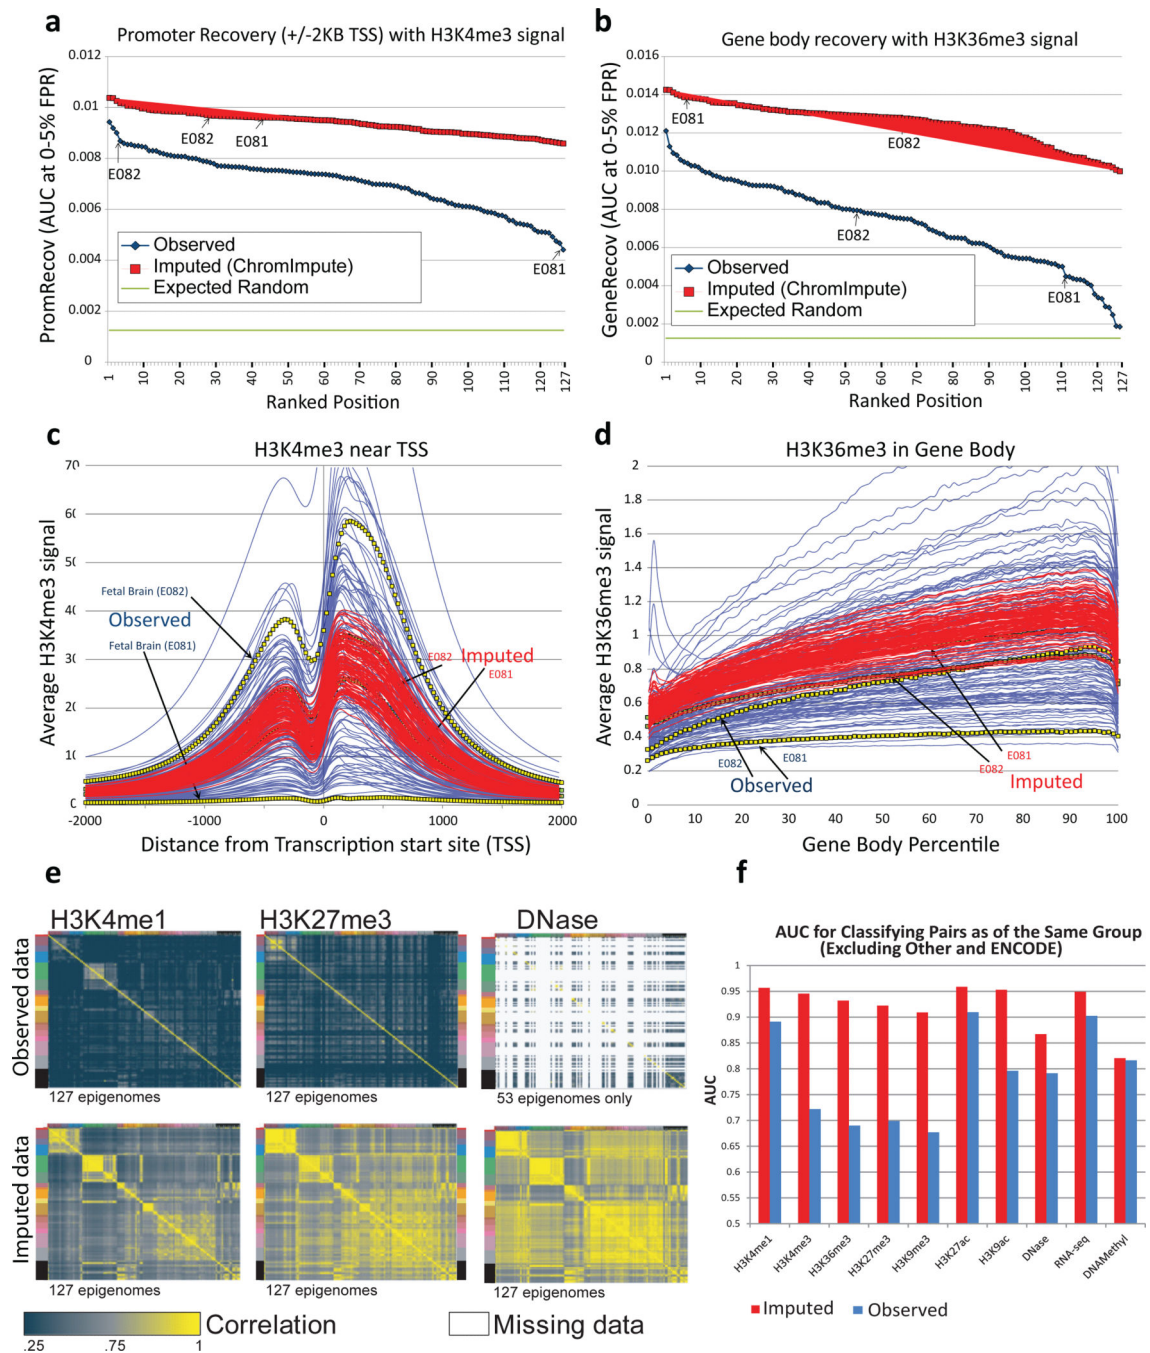 a
Promoter Recovery (+/-2KB TSS) with H3K4me3 signal
PromRecov (AUC at 0-5% FPR)
0.012
0.01
0.008
0.006
0.004
0.002
0
E082
E081
E082
E081
Observed
Imputed (ChromImpute)
Expected Random
1
10
20
30
40
50
60
70
80
90
100
110
120
127
Ranked Position
b
Gene body recovery with H3K36me3 signal
GeneRecov (AUC at 0-5% FPR)
0.016
0.014
0.012
0.010
0.008
0.006
0.004
0.002
0
E081
E082
E082
E081
Observed
Imputed (ChromImpute)
Expected Random
1
10
20
30
40
50
60
70
80
90
100
110
120
127
Ranked Position
c
H3K4me3 near TSS
Average H3K4me3 signal
Fetal Brain (E082)
Observed
Fetal Brain (E081)
E082 Imputed
E081
-2000
-1000
0
1000
2000
Distance from Transcription start site (TSS)
d
H3K36me3 in Gene Body
Average H3K36me3 signal
2
1.8
1.6
1.4
1.2
1
0.8
0.6
0.4
0.2
0
E082
E081
Observed
E081
E082
Imputed
0
10
20
30
40
50
60
70
80
90
100
Gene Body Percentile
e
H3K4me1
H3K27me3
DNase
Observed data
127 epigenomes
127 epigenomes
53 epigenomes only
Imputed data
127 epigenomes
127 epigenomes
127 epigenomes
.25
.75
1
Correlation
Missing data
f
AUC for Classifying Pairs as of the Same Group
(Excluding Other and ENCODE)
AUC
1
0.95
0.9
0.85
0.8
0.75
0.7
0.65
0.6
0.55
0.5
H3K4me1
H3K4me3
H3K36me3
H3K27me3
H3K9me3
H3K27ac
H3K9ac
DNase
RNA-seq
DNAMethyl
Imputed
Observed